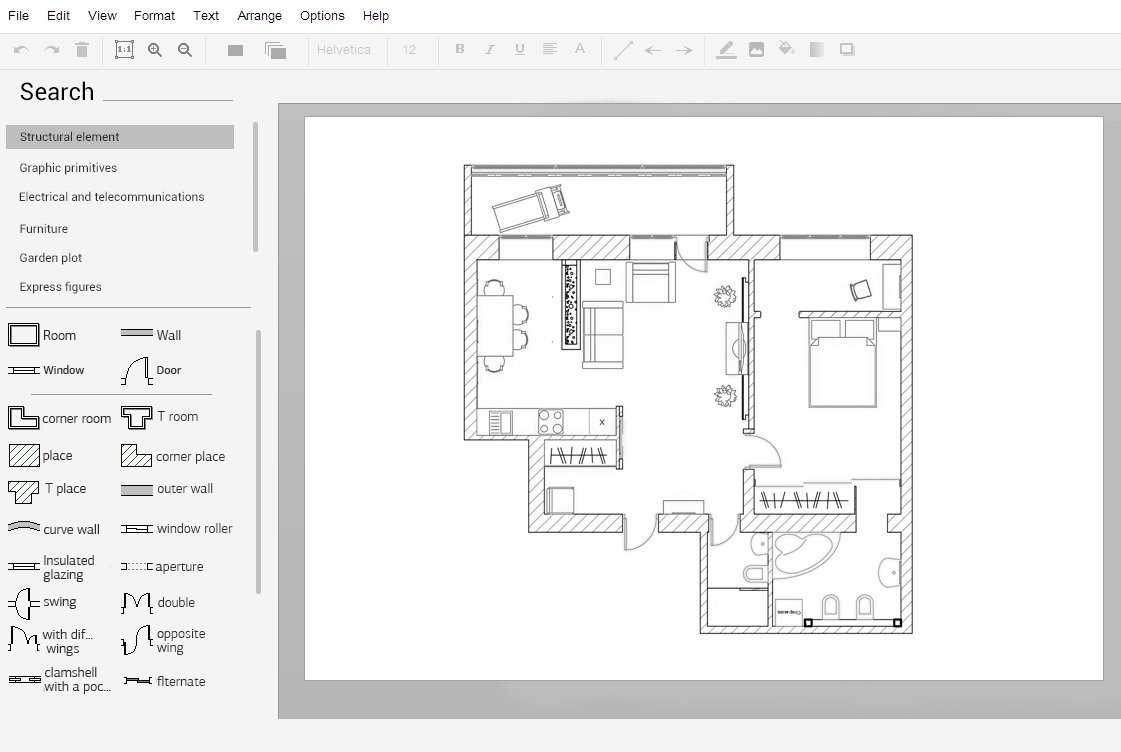 File Edit View Format Text Arrange Options Help
1:1 Helvetica 12 B I U A
Search
Structural element
Graphic primitives
Electrical and telecommunications
Furniture
Garden plot
Express figures
Room Wall
Window Door
corner room T room
place corner place
T place outer wall
curve wall window roller
Insulated
glazing
aperture
swing double
with dif...
wings
opposite
wing
clamshell
with a poc...
flternate
x